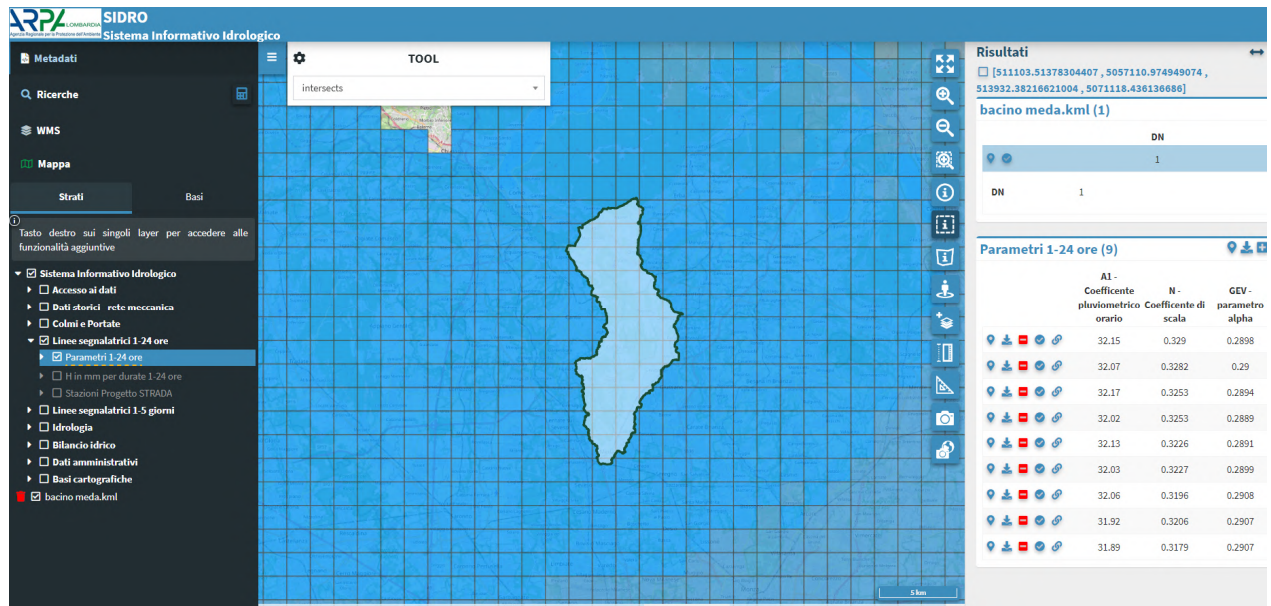 ARPA LOMBARDIA
Agenzia Regionale per la Protezione dell'Ambiente
SIDRO
Sistema Informativo Idrologico
Metadati
Ricerche
WMS
Mappa
Strati
Basi
Tasto destro sui singoli layer per accedere alle
funzionalità aggiuntive
Sistema Informativo Idrologico
Accesso ai dati
Dati storici rete meccanica
Colmi e Portate
Linee segnalatrici 1-24 ore
Parametri 1-24 ore
H in mm per durate 1-24 ore
Stazioni Progetto STRADA
Linee segnalatrici 1-5 giorni
Idrologia
Bilancio idrico
Dati amministrativi
Basi cartografiche
bacino meda.kml
TOOL
intersects
5 km
Risultati
[511103.51378304407 , 5057110.974949074 ,
513932.38216621004 , 5071118.436136686]
bacino meda.kml (1)
DN
1
DN 1
Parametri 1-24 ore (9)
A1 -
Coefficente N - GEV -
pluviometrico Coefficente di parametro
orario scala alpha
32.15 0.329 0.2898
32.07 0.3282 0.29
32.17 0.3253 0.2894
32.02 0.3253 0.2889
32.13 0.3226 0.2891
32.03 0.3227 0.2899
32.06 0.3196 0.2908
31.92 0.3206 0.2907
31.89 0.3179 0.2907